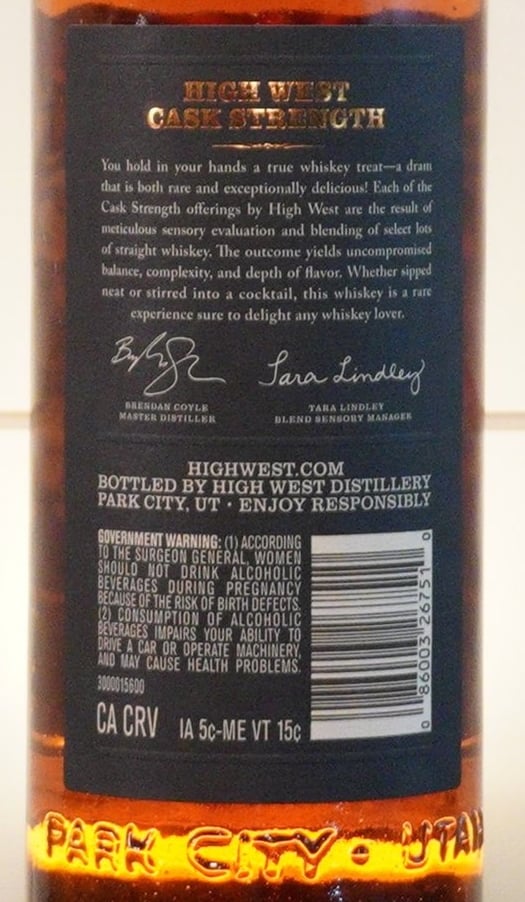 HIGH WEST
CASK STRENGTH
You hold in your hands a true whiskey treat—a dram
that is both rare and exceptionally delicious! Each of the
Cask Strength offerings by High West are the result of
meticulous sensory evaluation and blending of select lots
of straight whiskey. The outcome yields uncompromised
balance, complexity, and depth of flavor. Whether sipped
neat or stirred into a cocktail, this whiskey is a rare
experience sure to delight any whiskey lover.
Tara Lindley
BRENDAN COYLE
MASTER DISTILLER
TARA LINDLEY
BLEND SENSORY MANAGER
HIGHWEST.COM
BOTTLED BY HIGH WEST DISTILLERY
PARK CITY, UT · ENJOY RESPONSIBLY
GOVERNMENT WARNING: (1) ACCORDING
TO THE SURGEON GENERAL, WOMEN
SHOULD NOT DRINK ALCOHOLIC
BEVERAGES DURING PREGNANCY
BECAUSE OF THE RISK OF BIRTH DEFECTS.
(2) CONSUMPTION OF ALCOHOLIC
BEVERAGES IMPAIRS YOUR ABILITY TO
DRIVE A CAR OR OPERATE MACHINERY,
AND MAY CAUSE HEALTH PROBLEMS.
3000015600
CA CRV IA 5¢-ME VT 15¢
0 86003 26751 0
PARK CITY · UTAH